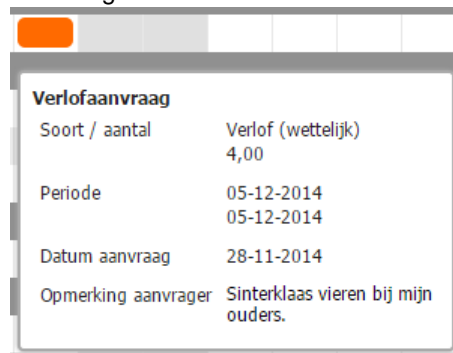 Verlofaanvraag
Soort / aantal Verlof (wettelijk)
4,00
Periode 05-12-2014
05-12-2014
Datum aanvraag 28-11-2014
Opmerking aanvrager Sinterklaas vieren bij mijn
ouders.